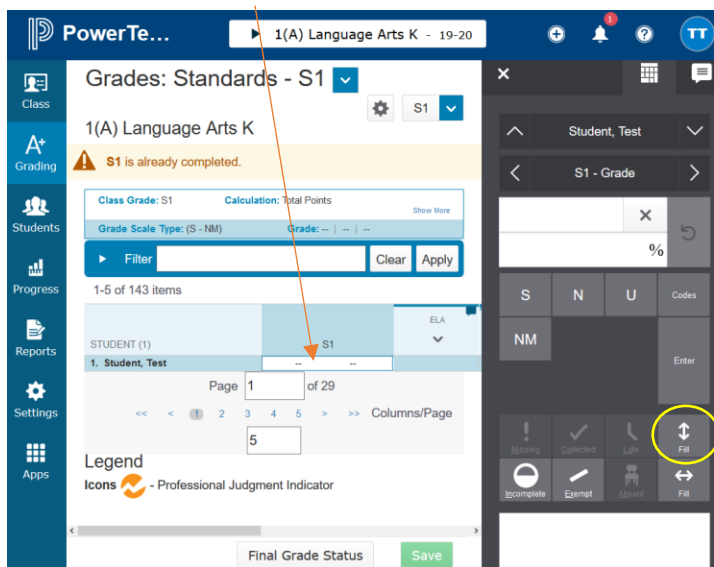 PowerTe...
1(A) Language Arts K - 19-20
1
TT
Class
Grading
Students
Progress
Reports
Settings
Apps
Grades: Standards - S1
S1
1(A) Language Arts K
S1 is already completed.
Class Grade: S1 Calculation: Total Points Show More
Grade Scale Type: (S - NM) Grade: -- | -- | --
Filter Clear Apply
1-5 of 143 items
ELA
STUDENT (1) S1
1. Student, Test -- --
Page 1 of 29
<< < 1 2 3 4 5 > >> Columns/Page
5
Legend
Icons - Professional Judgment Indicator
Final Grade Status Save
Student, Test
S1 - Grade
%
S N U Codes
NM
Enter
Missing Collected Late Fill
Incomplete Exempt Absent Fill